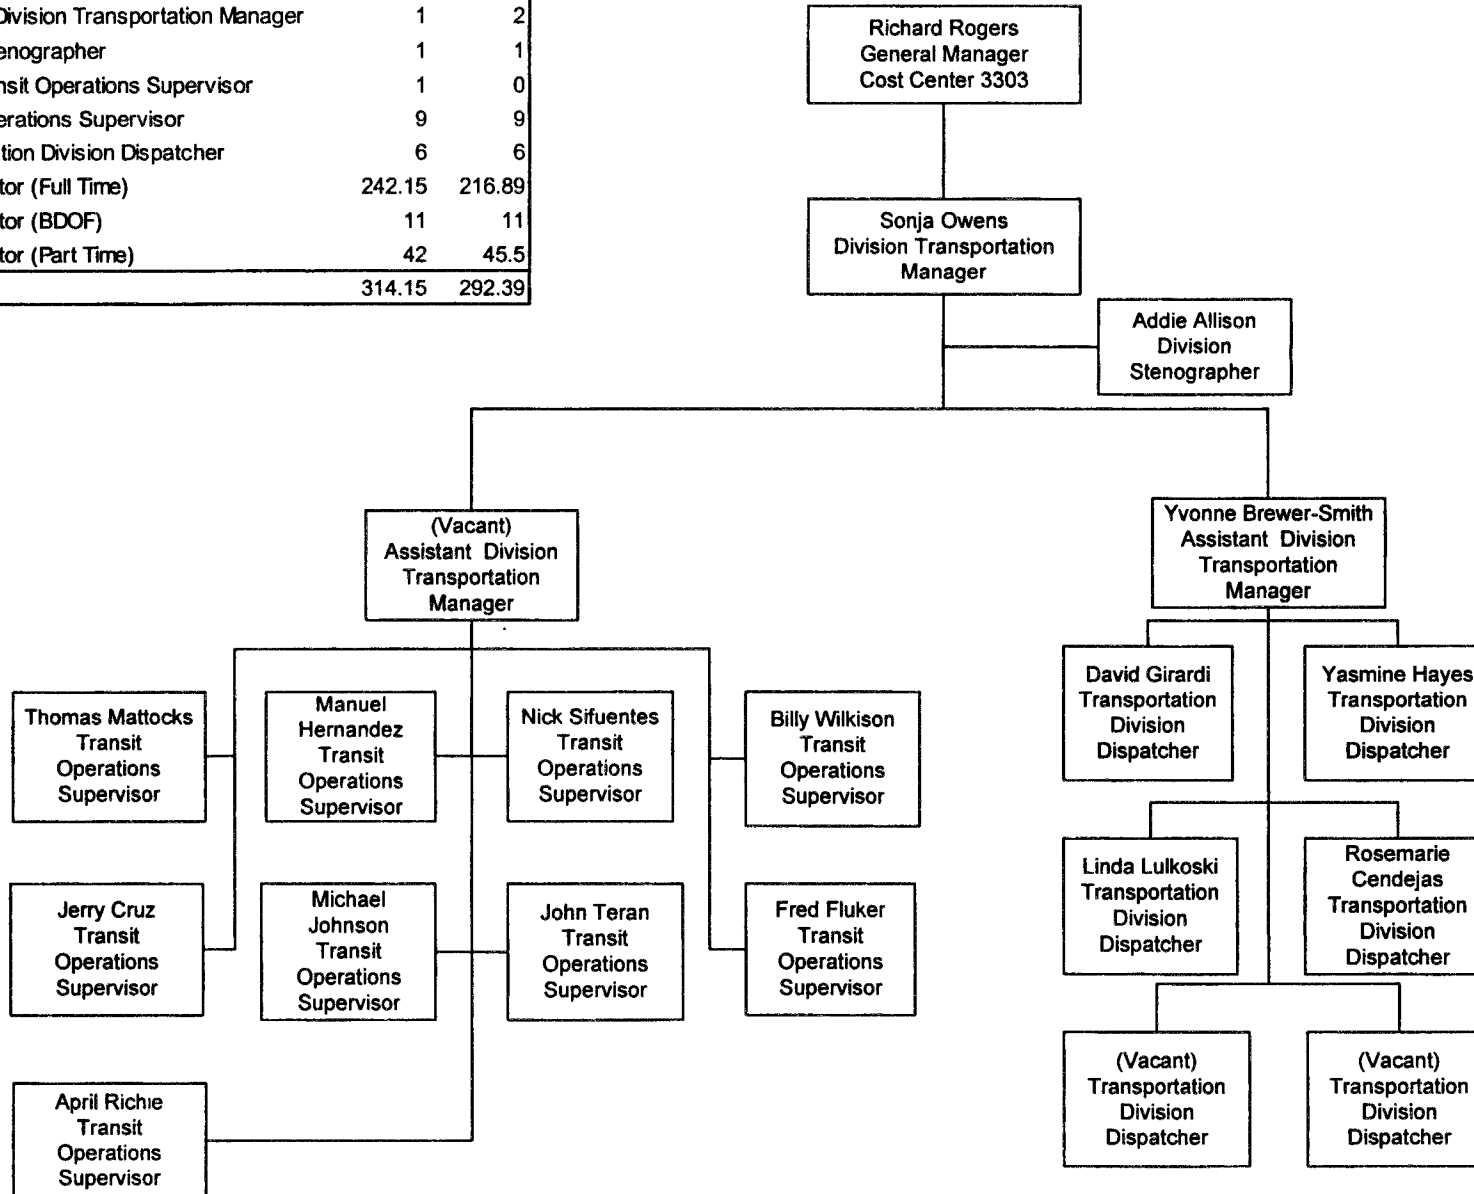 Division Transportation Manager 1 2
enographer 1 1
nsit Operations Supervisor 1 0
erations Supervisor 9 9
tion Division Dispatcher 6 6
tor (Full Time) 242.15 216.89
tor (BDOF) 11 11
tor (Part Time) 42 45.5
314.15 292.39
Richard Rogers
General Manager
Cost Center 3303
Sonja Owens
Division Transportation
Manager
Addie Allison
Division
Stenographer
(Vacant)
Assistant Division
Transportation
Manager
Yvonne Brewer-Smith
Assistant Division
Transportation
Manager
Thomas Mattocks
Transit
Operations
Supervisor
Manuel
Hernandez
Transit
Operations
Supervisor
Nick Sifuentes
Transit
Operations
Supervisor
Billy Wilkison
Transit
Operations
Supervisor
David Girardi
Transportation
Division
Dispatcher
Yasmine Hayes
Transportation
Division
Dispatcher
Jerry Cruz
Transit
Operations
Supervisor
Michael
Johnson
Transit
Operations
Supervisor
John Teran
Transit
Operations
Supervisor
Fred Fluker
Transit
Operations
Supervisor
Linda Lulkoski
Transportation
Division
Dispatcher
Rosemarie
Cendejas
Transportation
Division
Dispatcher
April Richie
Transit
Operations
Supervisor
(Vacant)
Transportation
Division
Dispatcher
(Vacant)
Transportation
Division
Dispatcher